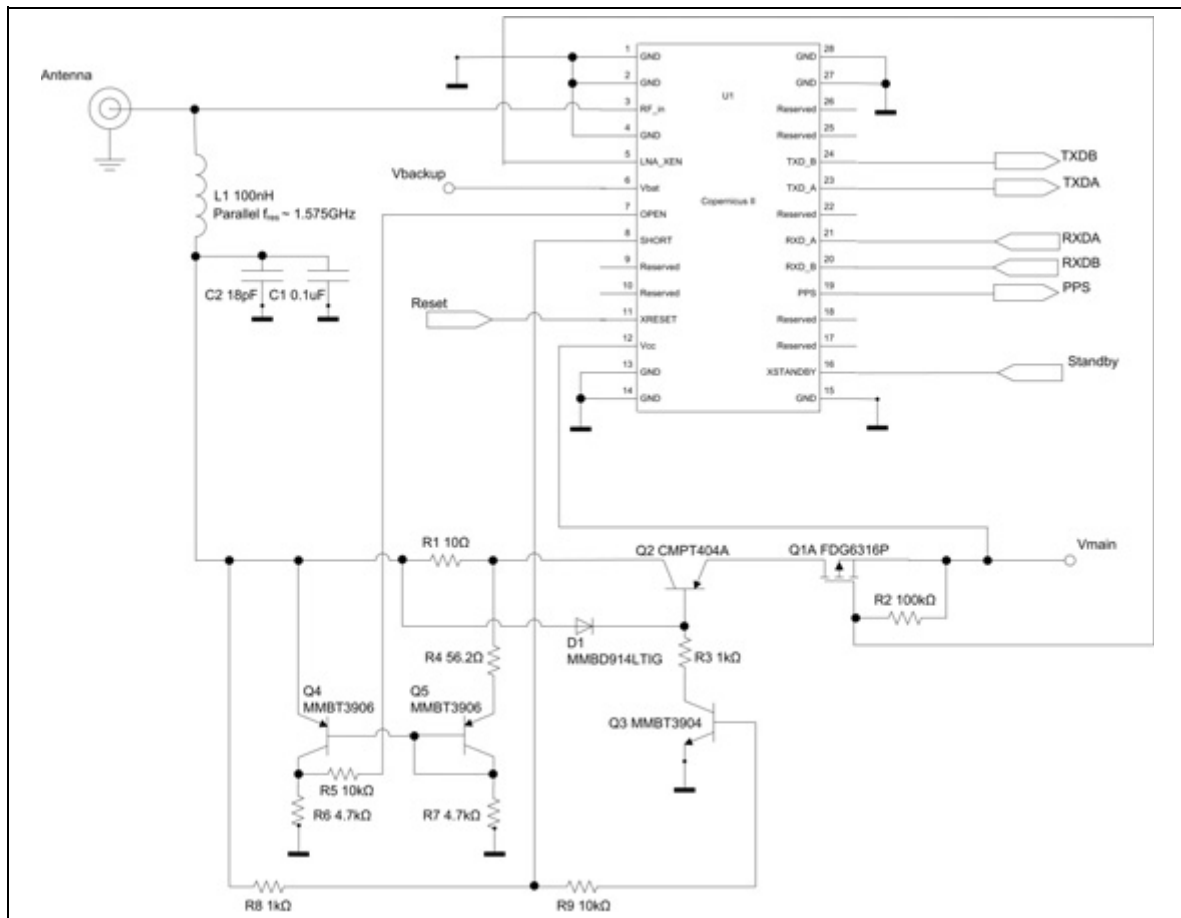 Antenna
L1 100nH
Parallel fres ~ 1.575GHz
C2 18pF
C1 0.1uF
Vbackup
Reset
1
GND
2
GND
3
RF_in
4
GND
5
LNA_XEN
6
Vbat
7
OPEN
8
SHORT
9
Reserved
10
Reserved
11
XRESET
12
Vcc
13
GND
14
GND
U1
Copernicus II
28
GND
27
GND
26
Reserved
25
Reserved
24
TXD_B
23
TXD_A
22
Reserved
21
RXD_A
20
RXD_B
19
PPS
18
Reserved
17
Reserved
16
XSTANDBY
15
GND
TXDB
TXDA
RXDA
RXDB
PPS
Standby
R1 10Ω
Q2 CMPT404A
Q1A FDG6316P
Vmain
R2 100kΩ
D1
MMBD914LTIG
R3 1kΩ
R4 56.2Ω
Q4
MMBT3906
Q5
MMBT3906
Q3 MMBT3904
R5 10kΩ
R6 4.7kΩ
R7 4.7kΩ
R8 1kΩ
R9 10kΩ